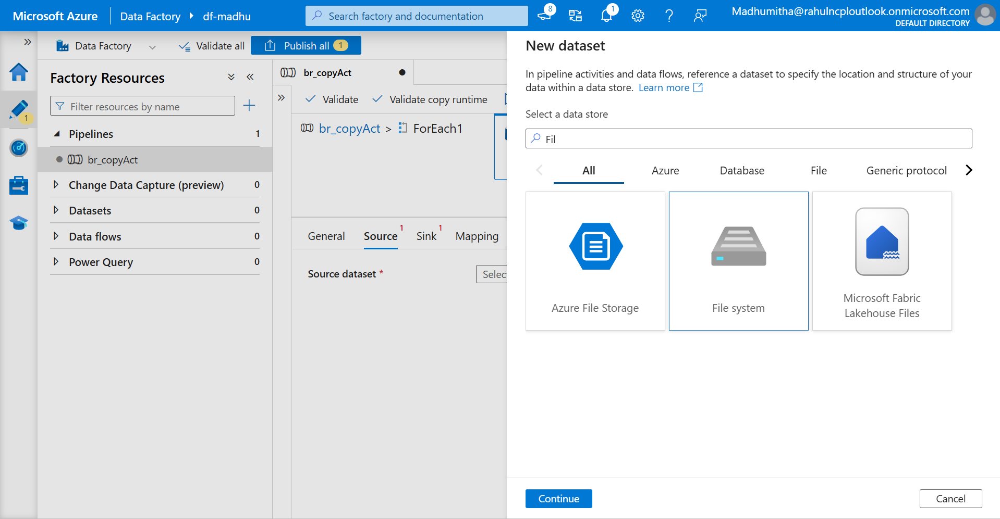 Microsoft Azure
Data Factory
df-madhu
Search factory and documentation
8
1
Madhumitha@rahulncploutlook.onmicrosoft.com
DEFAULT DIRECTORY
Data Factory
Validate all
Publish all 1
Factory Resources
Filter resources by name
1
Pipelines 1
br_copyAct
Change Data Capture (preview) 0
Datasets 0
Data flows 0
Power Query 0
br_copyAct
Validate
Validate copy runtime
br_copyAct > ForEach1
General
Source 1
Sink 1
Mapping
Source dataset *
New dataset
In pipeline activities and data flows, reference a dataset to specify the location and structure of your
data within a data store. Learn more
Select a data store
Fil
All
Azure
Database
File
Generic protocol
Azure File Storage
File system
Microsoft Fabric
Lakehouse Files
Continue
Cancel